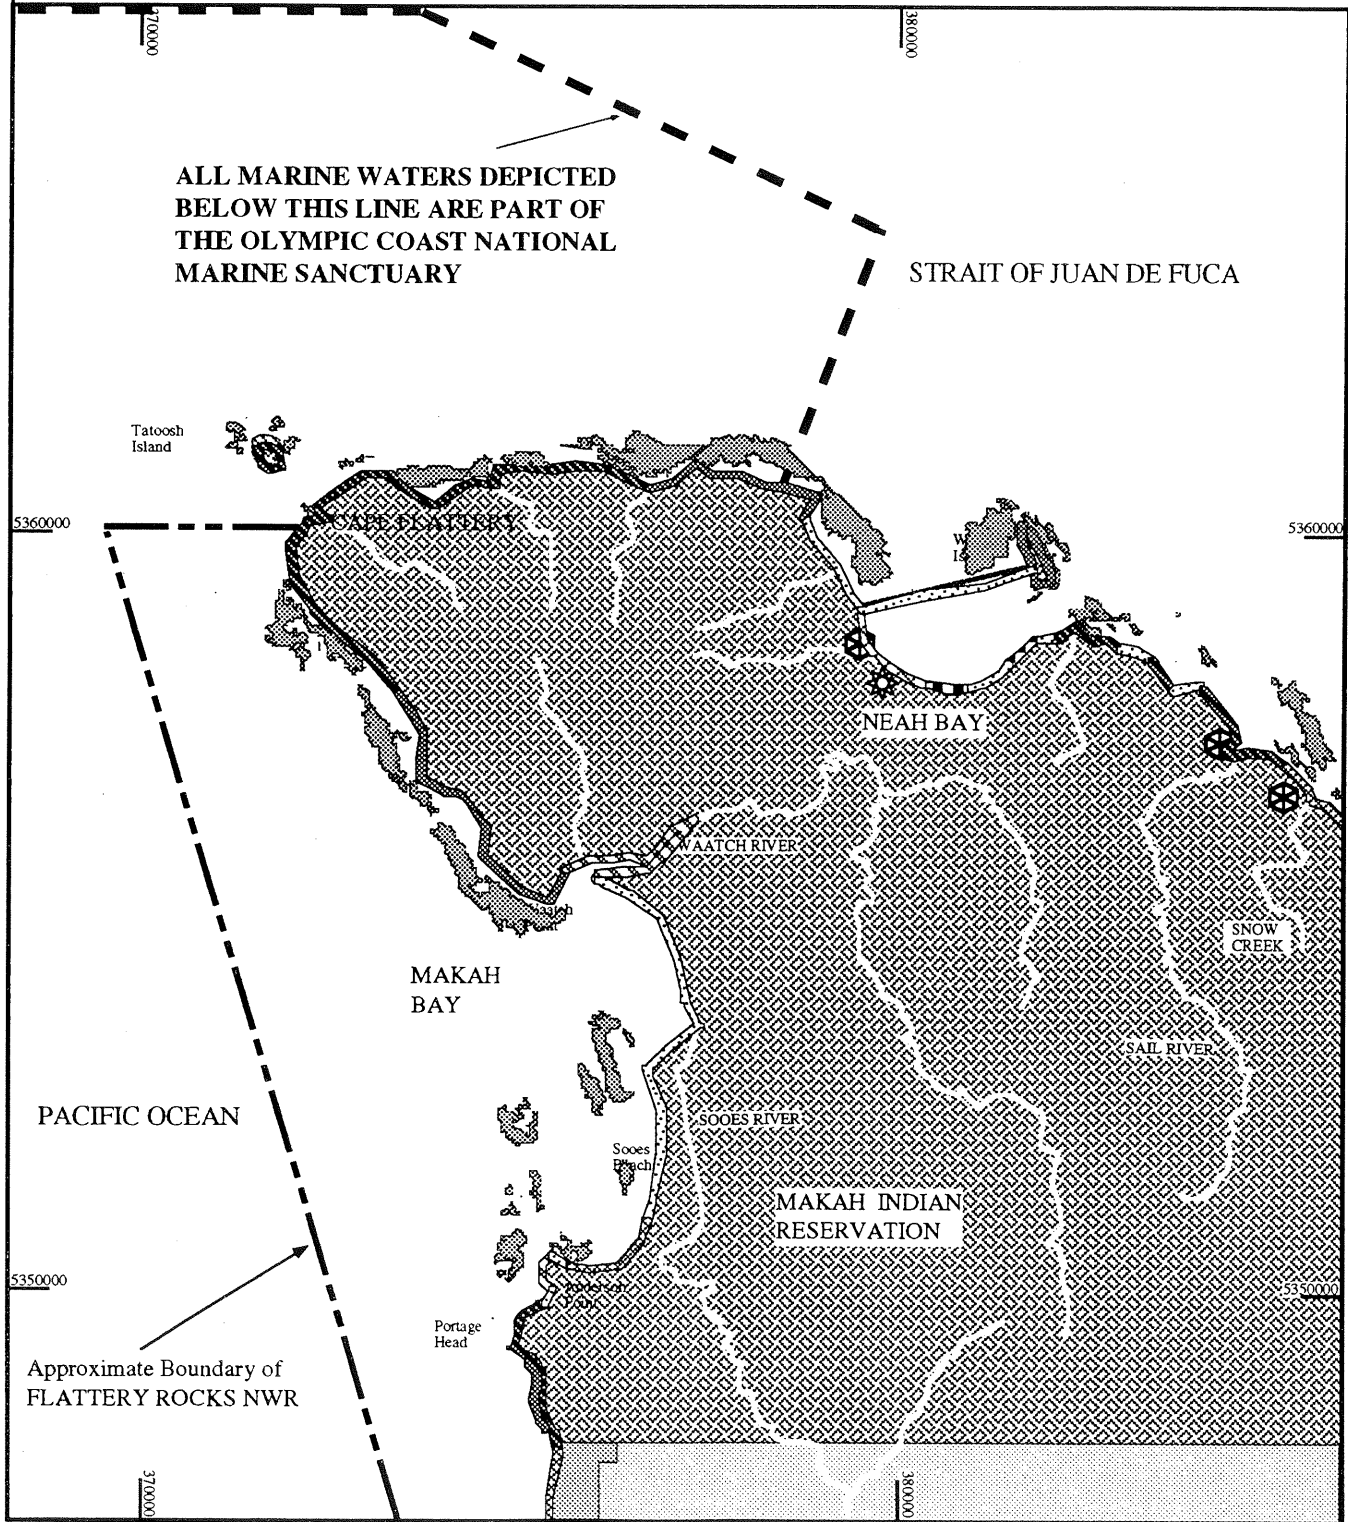 370000
380000
ALL MARINE WATERS DEPICTED
BELOW THIS LINE ARE PART OF
THE OLYMPIC COAST NATIONAL
MARINE SANCTUARY
STRAIT OF JUAN DE FUCA
Tatoosh
Island
5360000
CAPE FLATTERY
5360000
NEAH BAY
WAATCH RIVER
SNOW
CREEK
MAKAH
BAY
SAIL RIVER
PACIFIC OCEAN
SOOES RIVER
Sooes
Beach
MAKAH INDIAN
RESERVATION
5350000
5350000
Anderson
Point
Portage
Head
Approximate Boundary of
FLATTERY ROCKS NWR
370000
380000